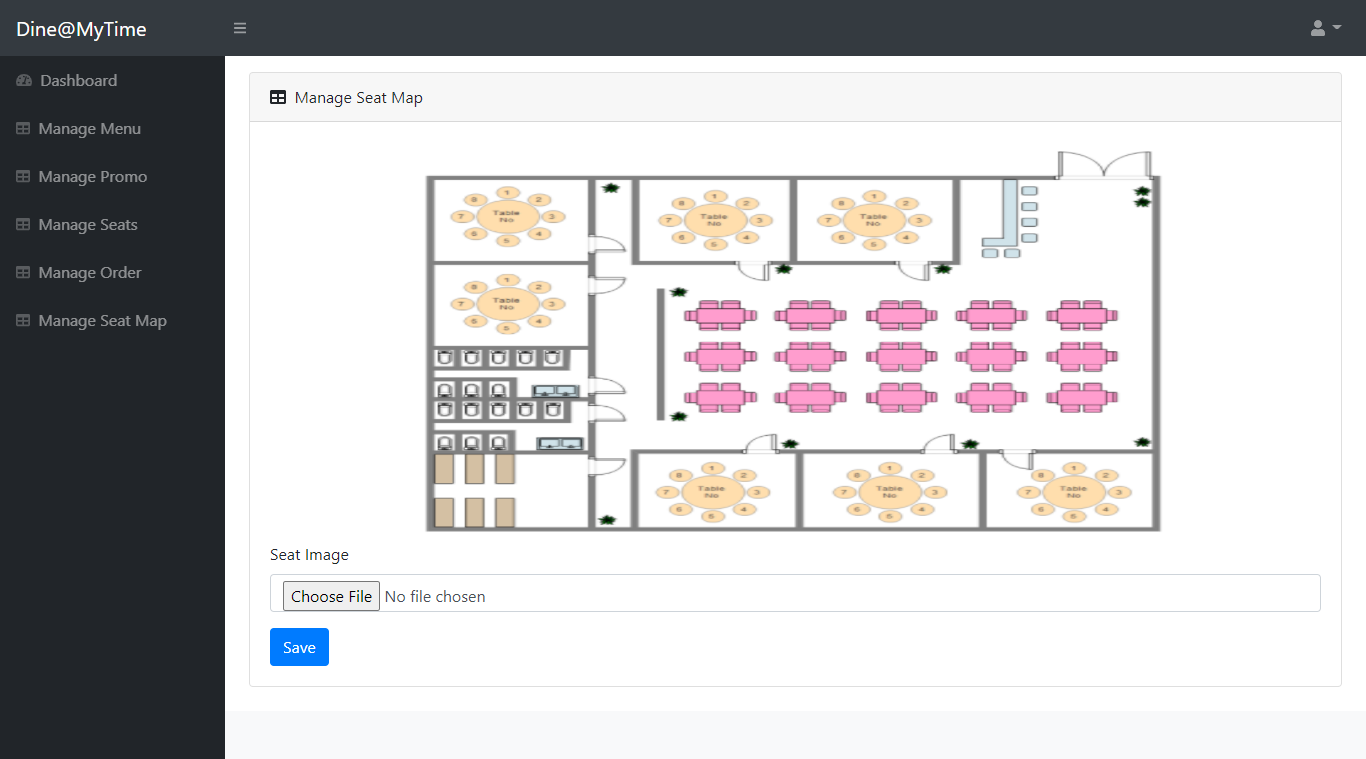 Dine@MyTime
Dashboard
Manage Menu
Manage Promo
Manage Seats
Manage Order
Manage Seat Map
Manage Seat Map
1
8 2
7 Table No 3
6 4
5
1
8 2
7 Table No 3
6 4
5
1
8 2
7 Table No 3
6 4
5
1
8 2
7 Table No 3
6 4
5
1
8 2
7 Table No 3
6 4
5
1
8 2
7 Table No 3
6 4
5
1
8 2
7 Table No 3
6 4
5
Seat Image
Choose File No file chosen
Save